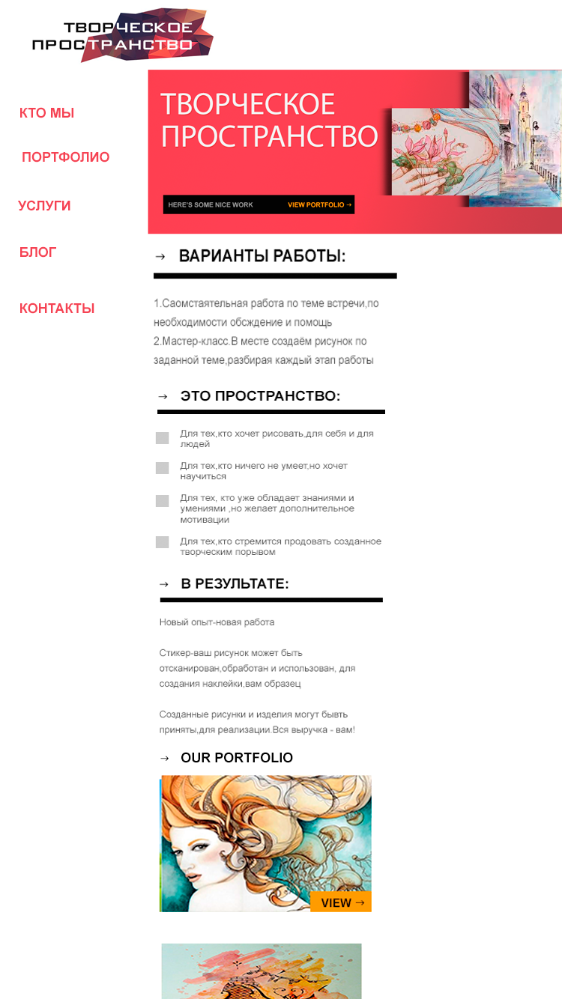 ТВОРЧЕСКОЕ
ПРОСТРАНСТВО
КТО МЫ
ПОРТФОЛИО
УСЛУГИ
БЛОГ
КОНТАКТЫ
ТВОРЧЕСКОЕ
ПРОСТРАНСТВО
HERE'S SOME NICE WORK VIEW PORTFOLIO →
→ ВАРИАНТЫ РАБОТЫ:
1.Саомстаятельная работа по теме встречи,по
необходимости обсждение и помощь
2.Мастер-класс.В месте создаём рисунок по
заданной теме,разбирая каждый этап работы
→ ЭТО ПРОСТРАНСТВО:
Для тех,кто хочет рисовать,для себя и для
людей
Для тех,кто ничего не умеет,но хочет
научиться
Для тех, кто уже обладает знаниями и
умениями ,но желает дополнительное
мотивации
Для тех,кто стремится продовать созданное
творческим порывом
→ В РЕЗУЛЬТАТЕ:
Новый опыт-новая работа
Стикер-ваш рисунок может быть
отсканирован,обработан и использован, для
создания наклейки,вам образец
Созданные рисунки и изделия могут бывть
приняты,для реализации.Вся выручка - вам!
→ OUR PORTFOLIO
VIEW →